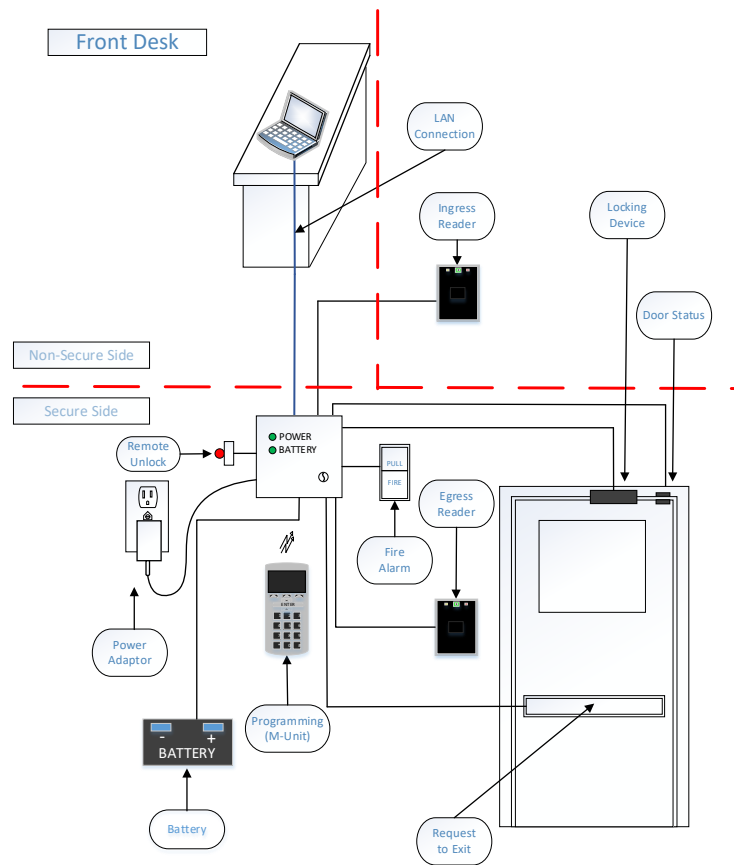 Front Desk
LAN
Connection
Ingress
Reader
Locking
Device
Door Status
Non-Secure Side
Secure Side
POWER
BATTERY
Remote
Unlock
PULL
FIRE
Egress
Reader
Fire
Alarm
Power
Adaptor
Programming
(M-Unit)
- +
BATTERY
Battery
Request
to Exit